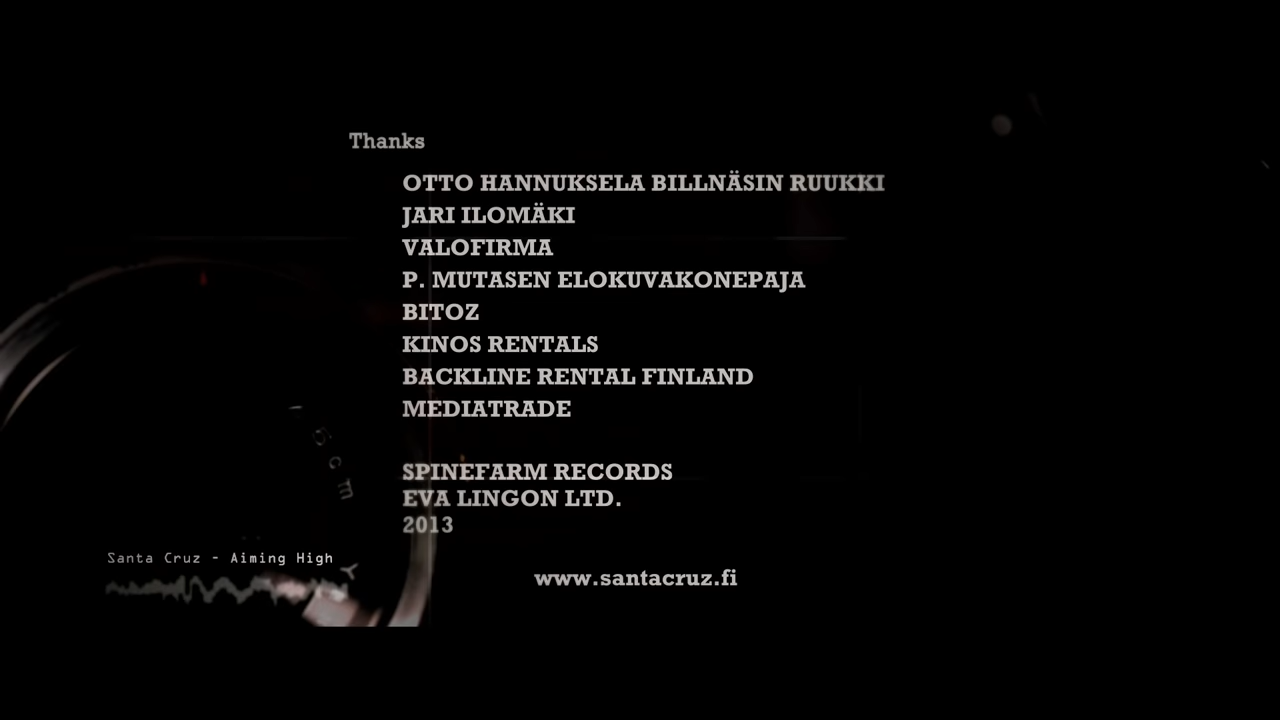 Thanks
OTTO HANNUKSELA BILLNÄSIN RUUKKI
JARI ILOMÄKI
VALOFIRMA
P. MUTASEN ELOKUVAKONEPAJA
BITOZ
KINOS RENTALS
BACKLINE RENTAL FINLAND
MEDIATRADE
SPINEFARM RECORDS
EVA LINGON LTD.
2013
Santa Cruz - Aiming High
www.santacruz.fi